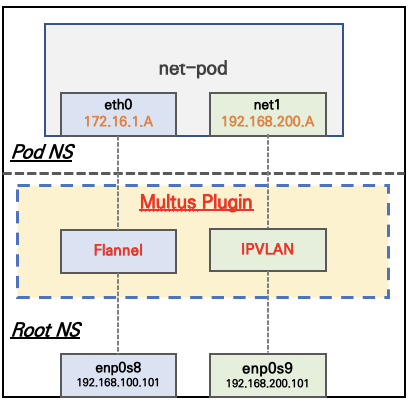 net-pod
eth0
172.16.1.A
net1
192.168.200.A
Pod NS
Multus Plugin
Flannel
IPVLAN
Root NS
enp0s8
192.168.100.101
enp0s9
192.168.200.101